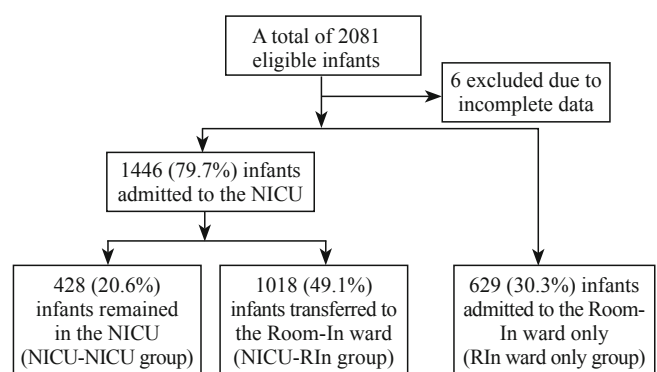 A total of 2081
eligible infants
6 excluded due to
incomplete data
1446 (79.7%) infants
admitted to the NICU
428 (20.6%)
infants remained
in the NICU
(NICU-NICU group)
1018 (49.1%)
infants transferred to
the Room-In ward
(NICU-RIn group)
629 (30.3%) infants
admitted to the Room-
In ward only
(RIn ward only group)